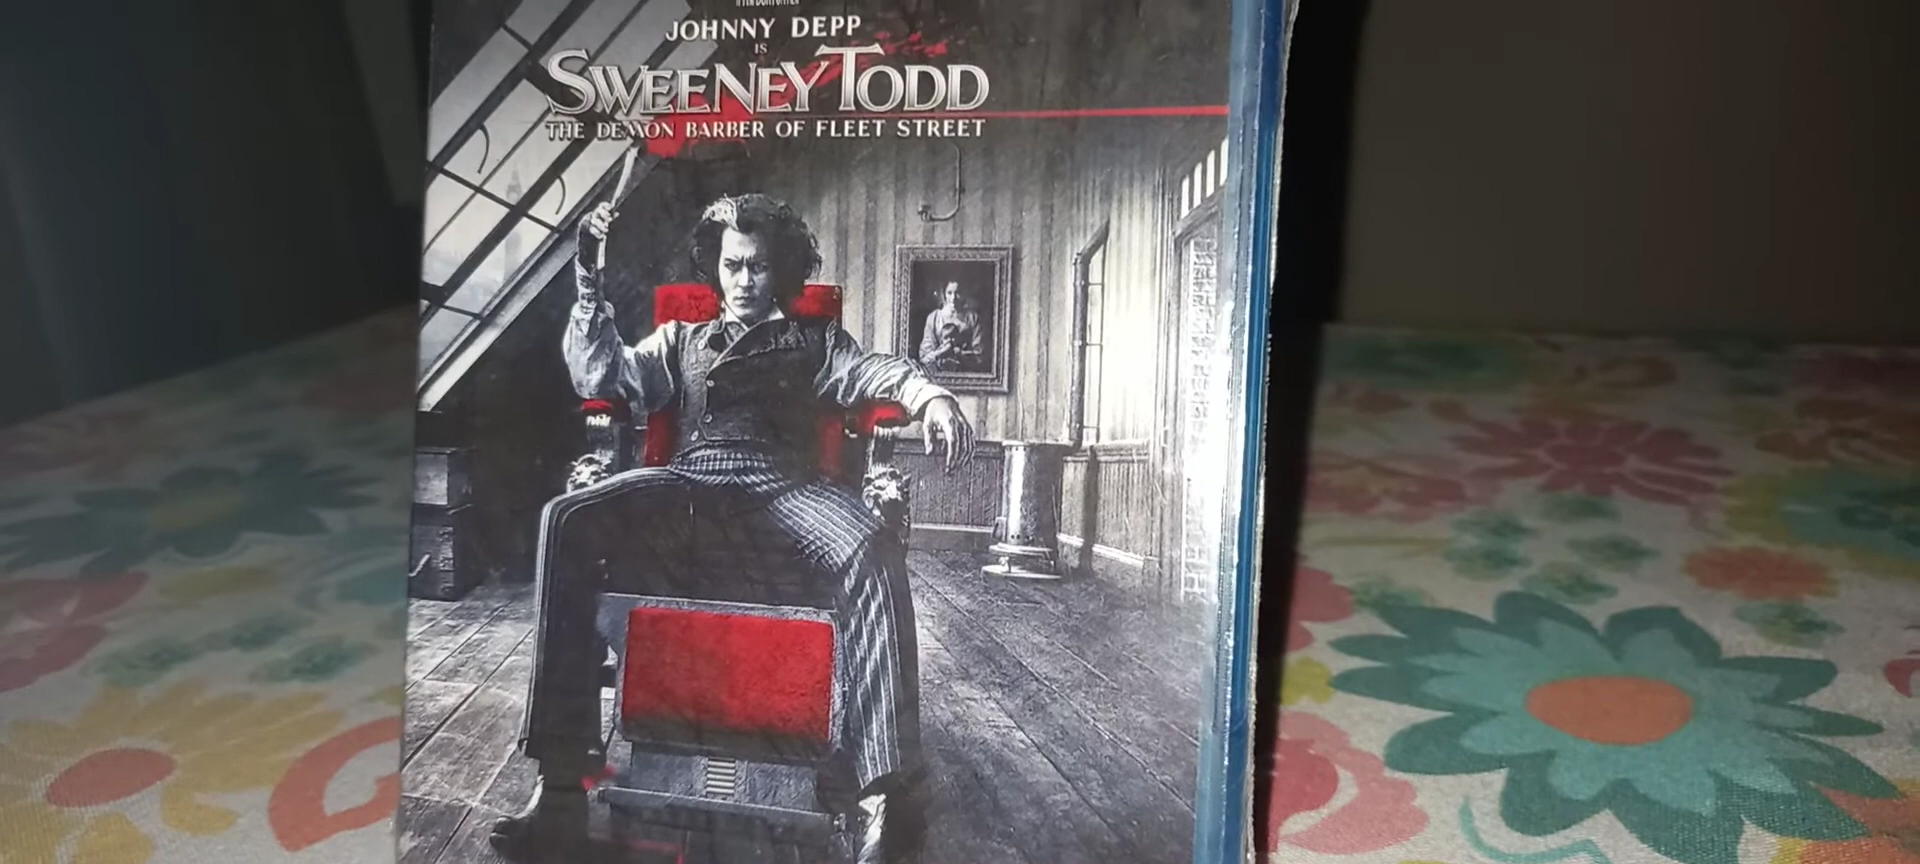 JOHNNY DEPP
IS
SWEENEY TODD
THE DEMON BARBER OF FLEET STREET